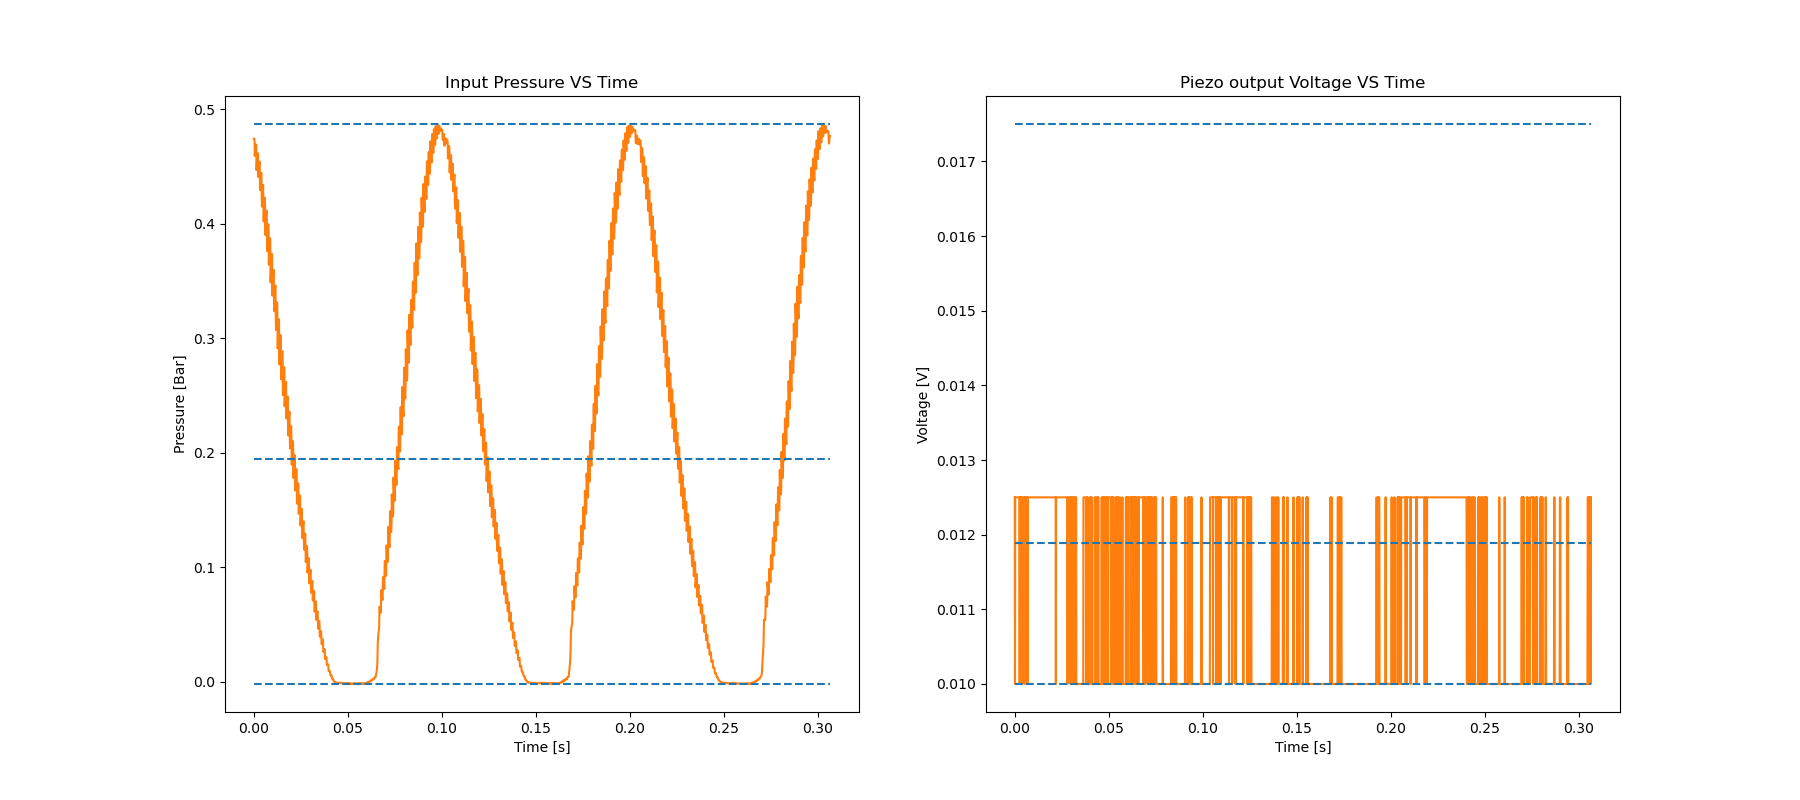 Input Pressure VS Time
0.5
0.4
0.3
0.2
0.1
0.0
Pressure [Bar]
0.00 0.05 0.10 0.15 0.20 0.25 0.30
Time [s]
Piezo output Voltage VS Time
0.017
0.016
0.015
0.014
0.013
0.012
0.011
0.010
Voltage [V]
0.00 0.05 0.10 0.15 0.20 0.25 0.30
Time [s]